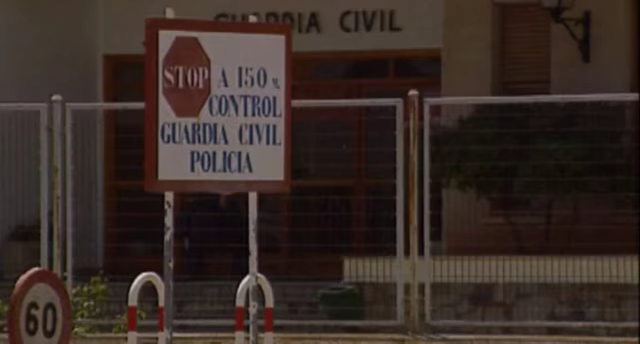 GUARDIA CIVIL
STOP A 150 M.
CONTROL
GUARDIA CIVIL
POLICIA
60